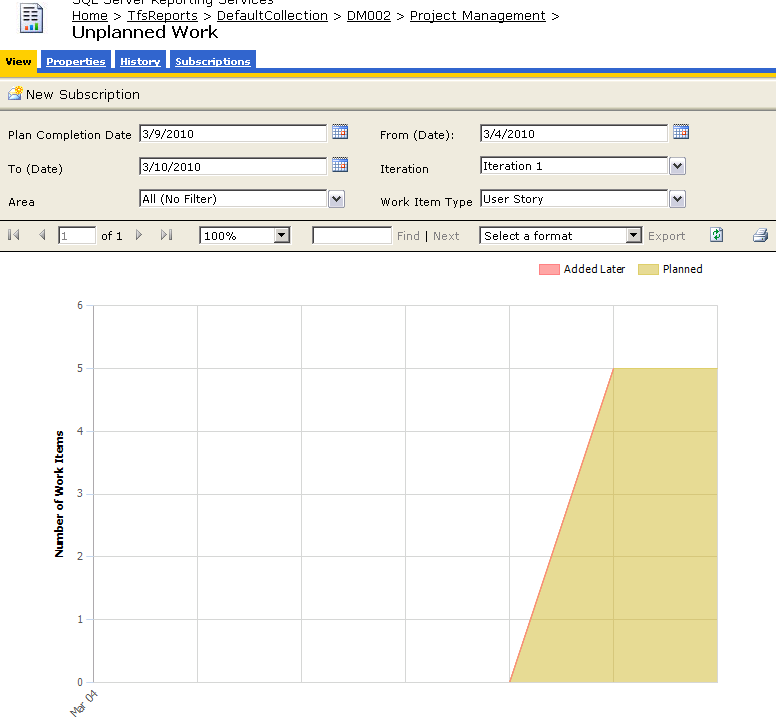 SQL Server Reporting Services
Home > TfsReports > DefaultCollection > DM002 > Project Management >
Unplanned Work
View Properties History Subscriptions
New Subscription
Plan Completion Date 3/9/2010 From (Date): 3/4/2010
To (Date) 3/10/2010 Iteration Iteration 1
Area All (No Filter) Work Item Type User Story
1 of 1 100% Find | Next Select a format Export
Added Later Planned
6
5
4
3
2
1
0
Number of Work Items
Mar 04